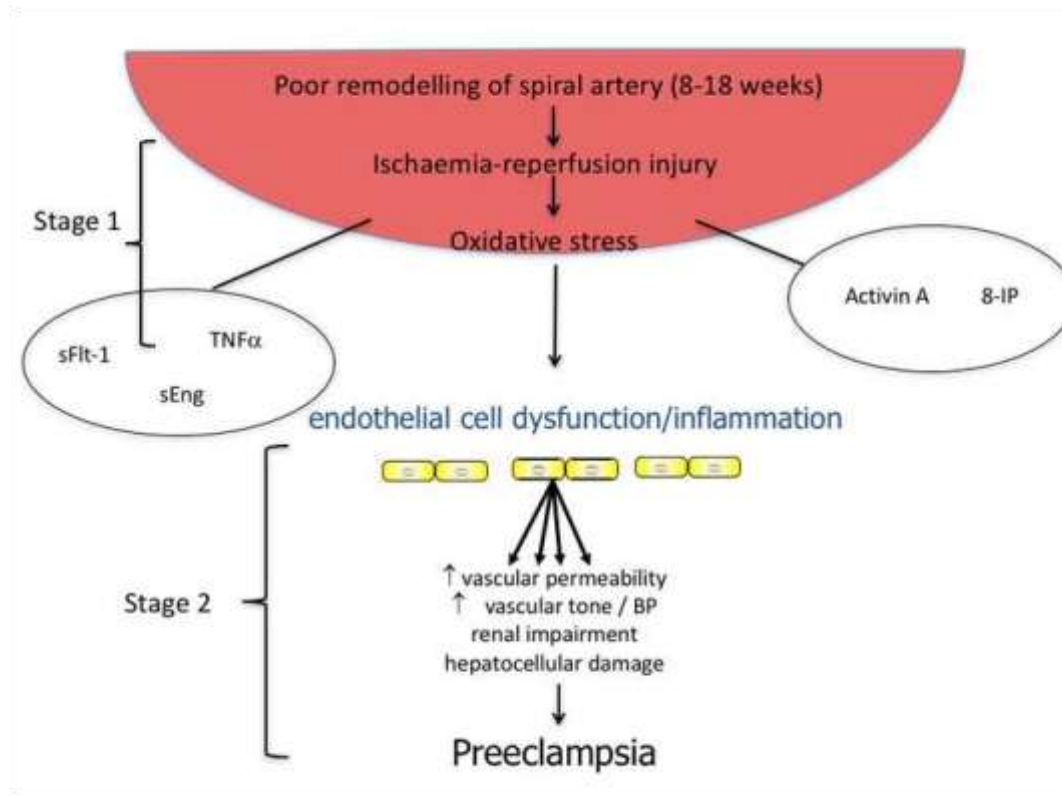 Poor remodelling of spiral artery (8-18 weeks)
Ischaemia-reperfusion injury
Stage 1
Oxidative stress
Activin A 8-IP
sFlt-1 TNFα
sEng
endothelial cell dysfunction/inflammation
↑ vascular permeability
↑ vascular tone / BP
Stage 2
renal impairment
hepatocellular damage
Preeclampsia